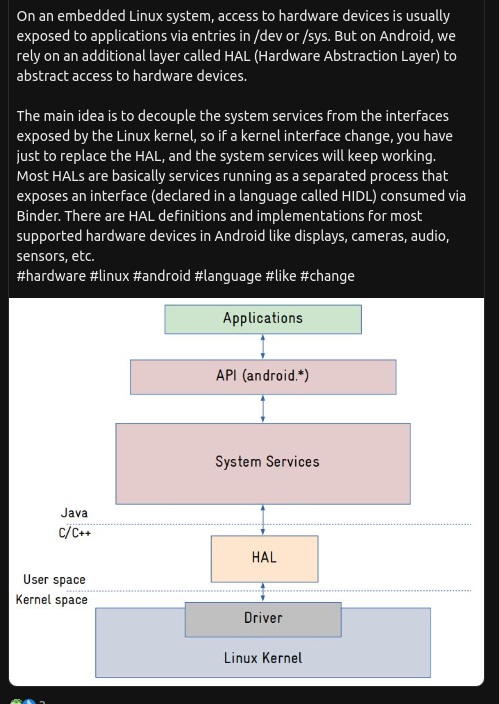 On an embedded Linux system, access to hardware devices is usually
exposed to applications via entries in /dev or /sys. But on Android, we
rely on an additional layer called HAL (Hardware Abstraction Layer) to
abstract access to hardware devices.
The main idea is to decouple the system services from the interfaces
exposed by the Linux kernel, so if a kernel interface change, you have
just to replace the HAL, and the system services will keep working.
Most HALs are basically services running as a separated process that
exposes an interface (declared in a language called HIDL) consumed via
Binder. There are HAL definitions and implementations for most
supported hardware devices in Android like displays, cameras, audio,
sensors, etc.
#hardware #linux #android #language #like #change
Applications
API (android.*)
System Services
Java
C/C++
HAL
User space
Kernel space
Driver
Linux Kernel